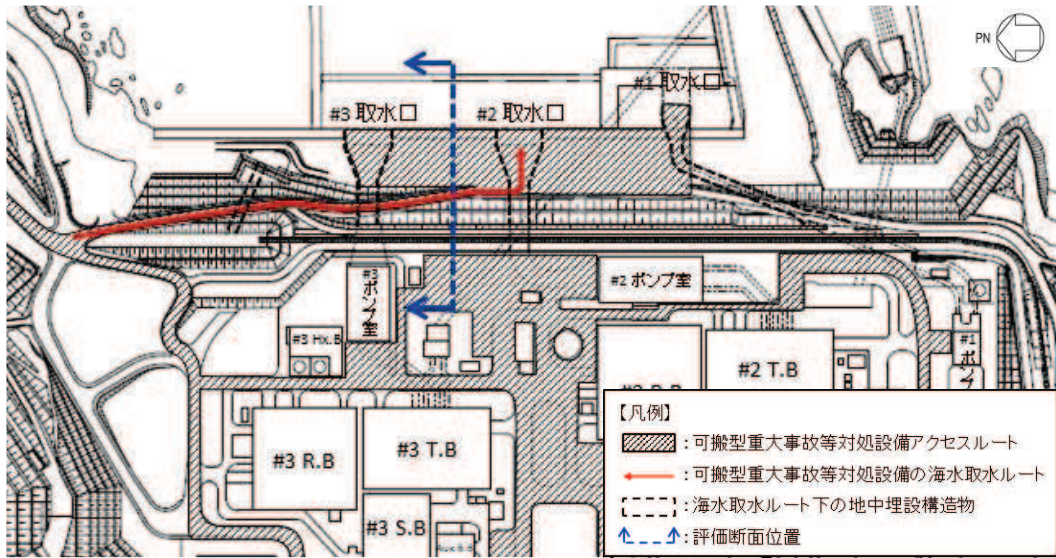 PN
#1 取水口
#3 取水口
#2 取水口
#3
ポンプ室
#2 ポンプ室
#3 Hx.B
#1
ポンプ
#2 T.B
#3 R.B
#3 T.B
#3 S.B
【凡例】
:可搬型重大事故等対処設備アクセスルート
:可搬型重大事故等対処設備の海水取水ルート
:海水取水ルート下の地中埋設構造物
:評価断面位置